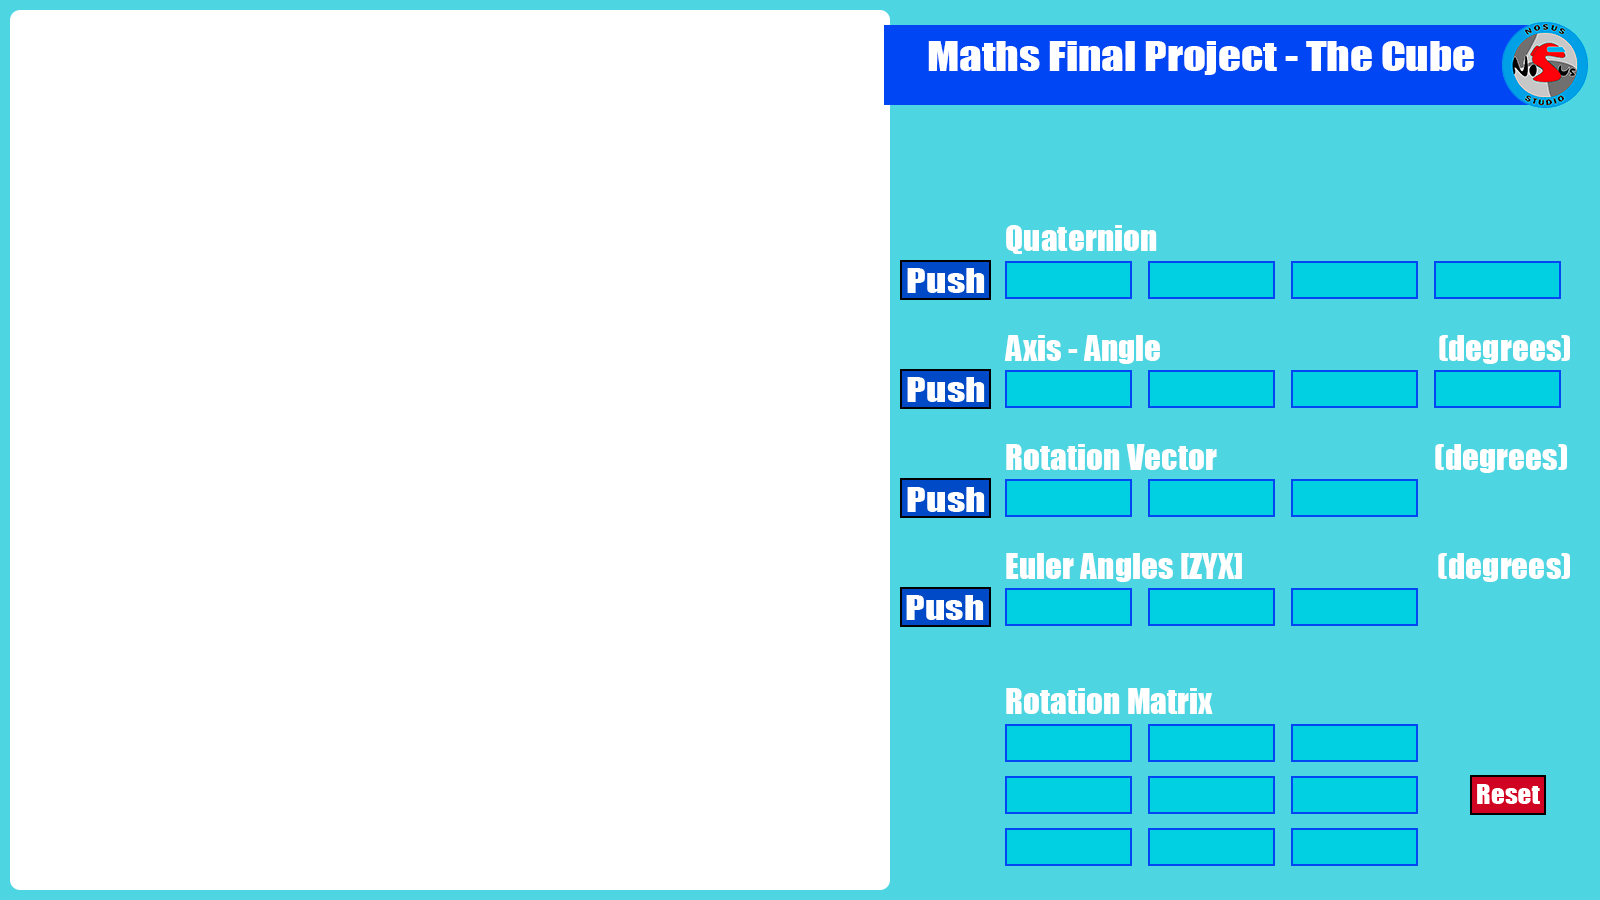 NOSUS
Maths Final Project - The Cube
NoSus
STUDIO
Quaternion
Push
Axis - Angle (degrees)
Push
Rotation Vector (degrees)
Push
Euler Angles [ZYX] (degrees)
Push
Rotation Matrix
Reset